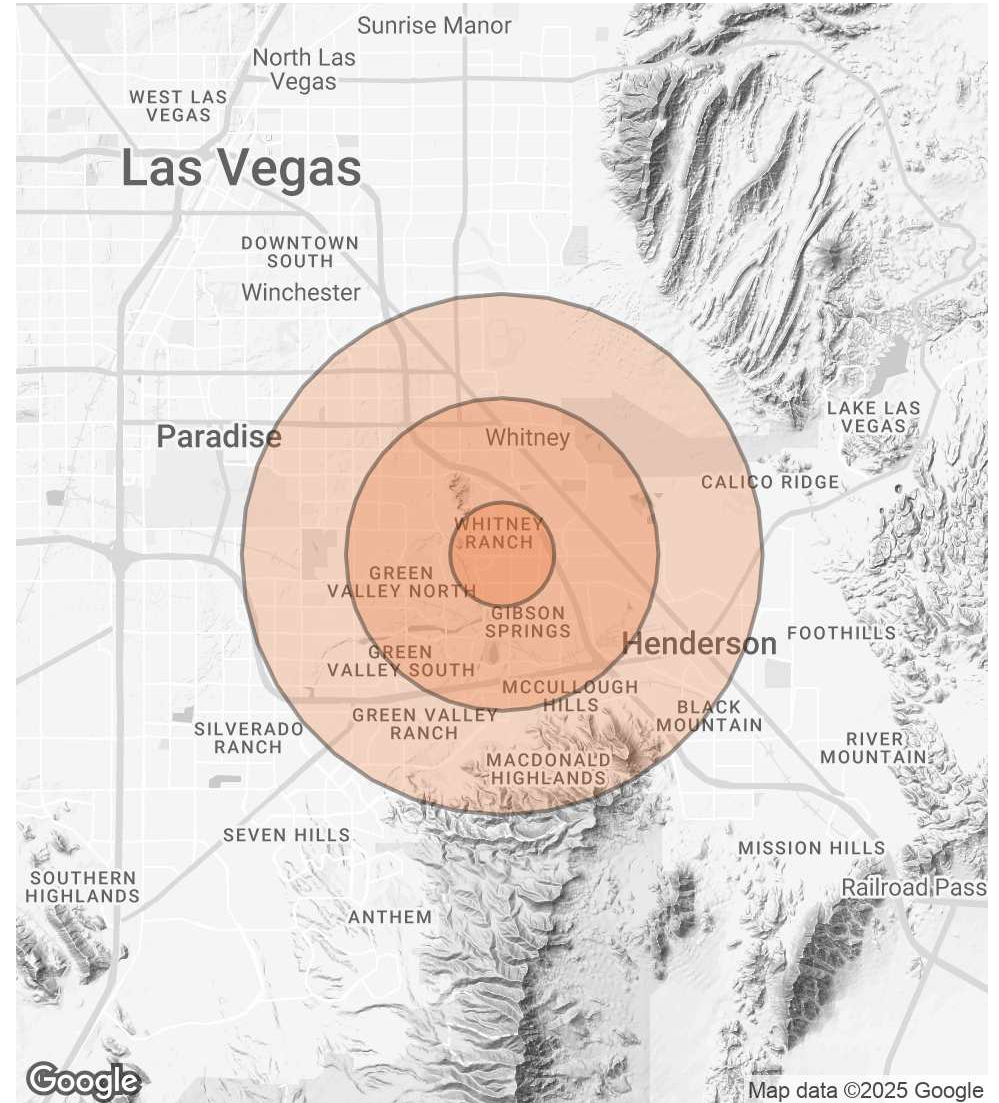 Sunrise Manor
North Las
Vegas
WEST LAS
VEGAS
Las Vegas
DOWNTOWN
SOUTH
Winchester
LAKE LAS
VEGAS
Paradise
Whitney
CALICO RIDGE
WHITNEY
RANCH
GREEN
VALLEY NORTH
GIBSON
SPRINGS
Henderson
FOOTHILLS
GREEN
VALLEY SOUTH
MCCULLOUGH
HILLS
GREEN VALLEY
RANCH
BLACK
MOUNTAIN
SILVERADO
RANCH
RIVER
MOUNTAIN
MACDONALD
HIGHLANDS
SEVEN HILLS
MISSION HILLS
SOUTHERN
HIGHLANDS
Railroad Pass
ANTHEM
Google
Map data ©2025 Google